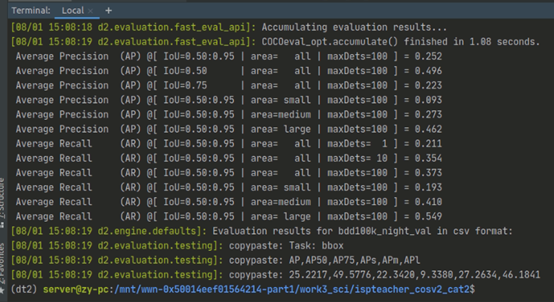 Terminal: Local × +
[08/01 15:08:18 d2.evaluation.fast_eval_api]: Accumulating evaluation results...
[08/01 15:08:19 d2.evaluation.fast_eval_api]: COCOeval_opt.accumulate() finished in 1.08 seconds.
Average Precision (AP) @[ IoU=0.50:0.95 | area= all | maxDets=100 ] = 0.252
Average Precision (AP) @[ IoU=0.50 | area= all | maxDets=100 ] = 0.496
Average Precision (AP) @[ IoU=0.75 | area= all | maxDets=100 ] = 0.223
Average Precision (AP) @[ IoU=0.50:0.95 | area= small | maxDets=100 ] = 0.093
Average Precision (AP) @[ IoU=0.50:0.95 | area=medium | maxDets=100 ] = 0.273
Average Precision (AP) @[ IoU=0.50:0.95 | area= large | maxDets=100 ] = 0.462
Average Recall (AR) @[ IoU=0.50:0.95 | area= all | maxDets= 1 ] = 0.211
Average Recall (AR) @[ IoU=0.50:0.95 | area= all | maxDets= 10 ] = 0.354
Average Recall (AR) @[ IoU=0.50:0.95 | area= all | maxDets=100 ] = 0.373
Average Recall (AR) @[ IoU=0.50:0.95 | area= small | maxDets=100 ] = 0.193
Average Recall (AR) @[ IoU=0.50:0.95 | area=medium | maxDets=100 ] = 0.410
Average Recall (AR) @[ IoU=0.50:0.95 | area= large | maxDets=100 ] = 0.549
[08/01 15:08:19 d2.engine.defaults]: Evaluation results for bdd100k_night_val in csv format:
[08/01 15:08:19 d2.evaluation.testing]: copypaste: Task: bbox
[08/01 15:08:19 d2.evaluation.testing]: copypaste: AP,AP50,AP75,APs,APm,APl
[08/01 15:08:19 d2.evaluation.testing]: copypaste: 25.2217,49.5776,22.3420,9.3380,27.2634,46.1841
(dt2) server@zy-pc:/mnt/wwn-0x50014eef01564214-part1/work3_sci/ispteacher_cosv2_cat2$
Structure
Favorites